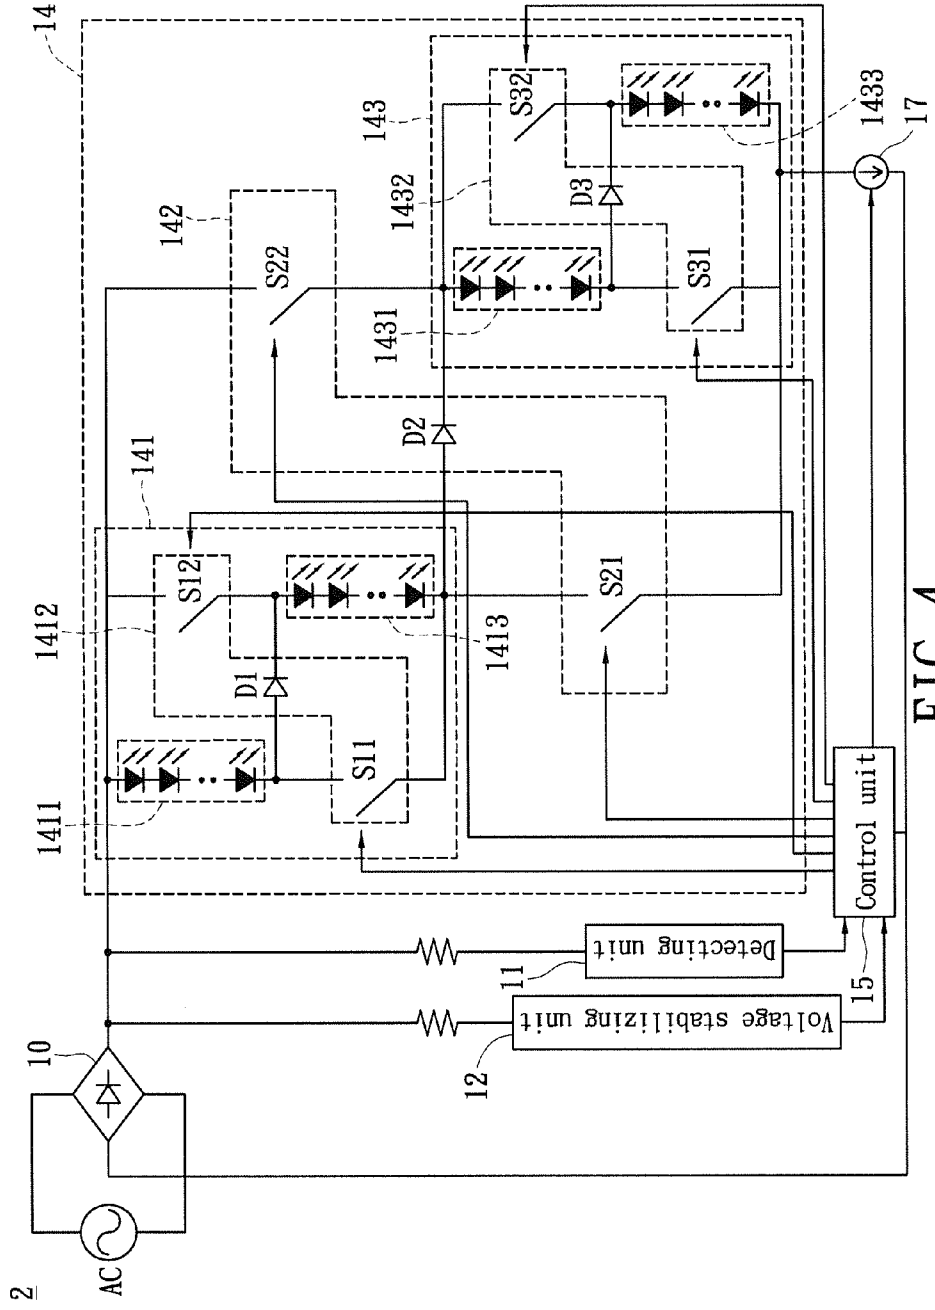 14
S32
143
1433
17
1432
D3
142
S22
S31
1431
D2
141
S12
S21
1412
1413
D1
S11
1411
FIG. 4
Control unit
15
Detecting unit
11
Voltage stabilizing unit
12
10
AC
2